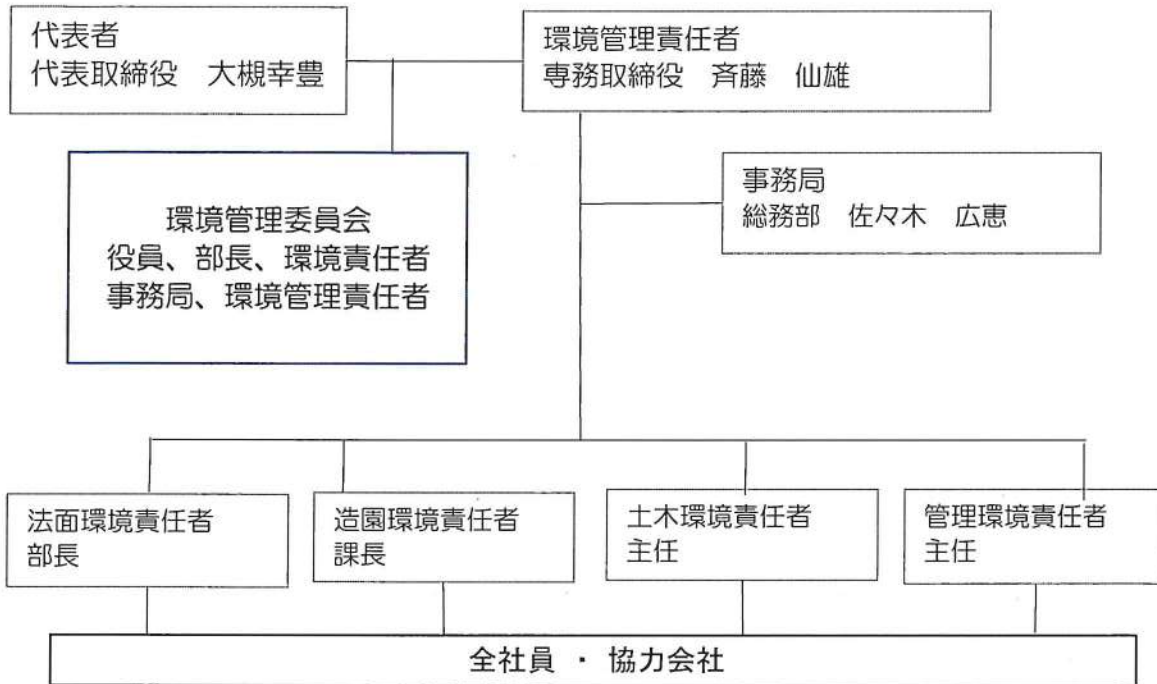 代表者
代表取締役　大槻幸豊
環境管理責任者
専務取締役　斉藤　仙雄
環境管理委員会
役員、部長、環境責任者
事務局、環境管理責任者
事務局
総務部　佐々木　広恵
法面環境責任者
部長
造園環境責任者
課長
土木環境責任者
主任
管理環境責任者
主任
全社員 ・ 協力会社